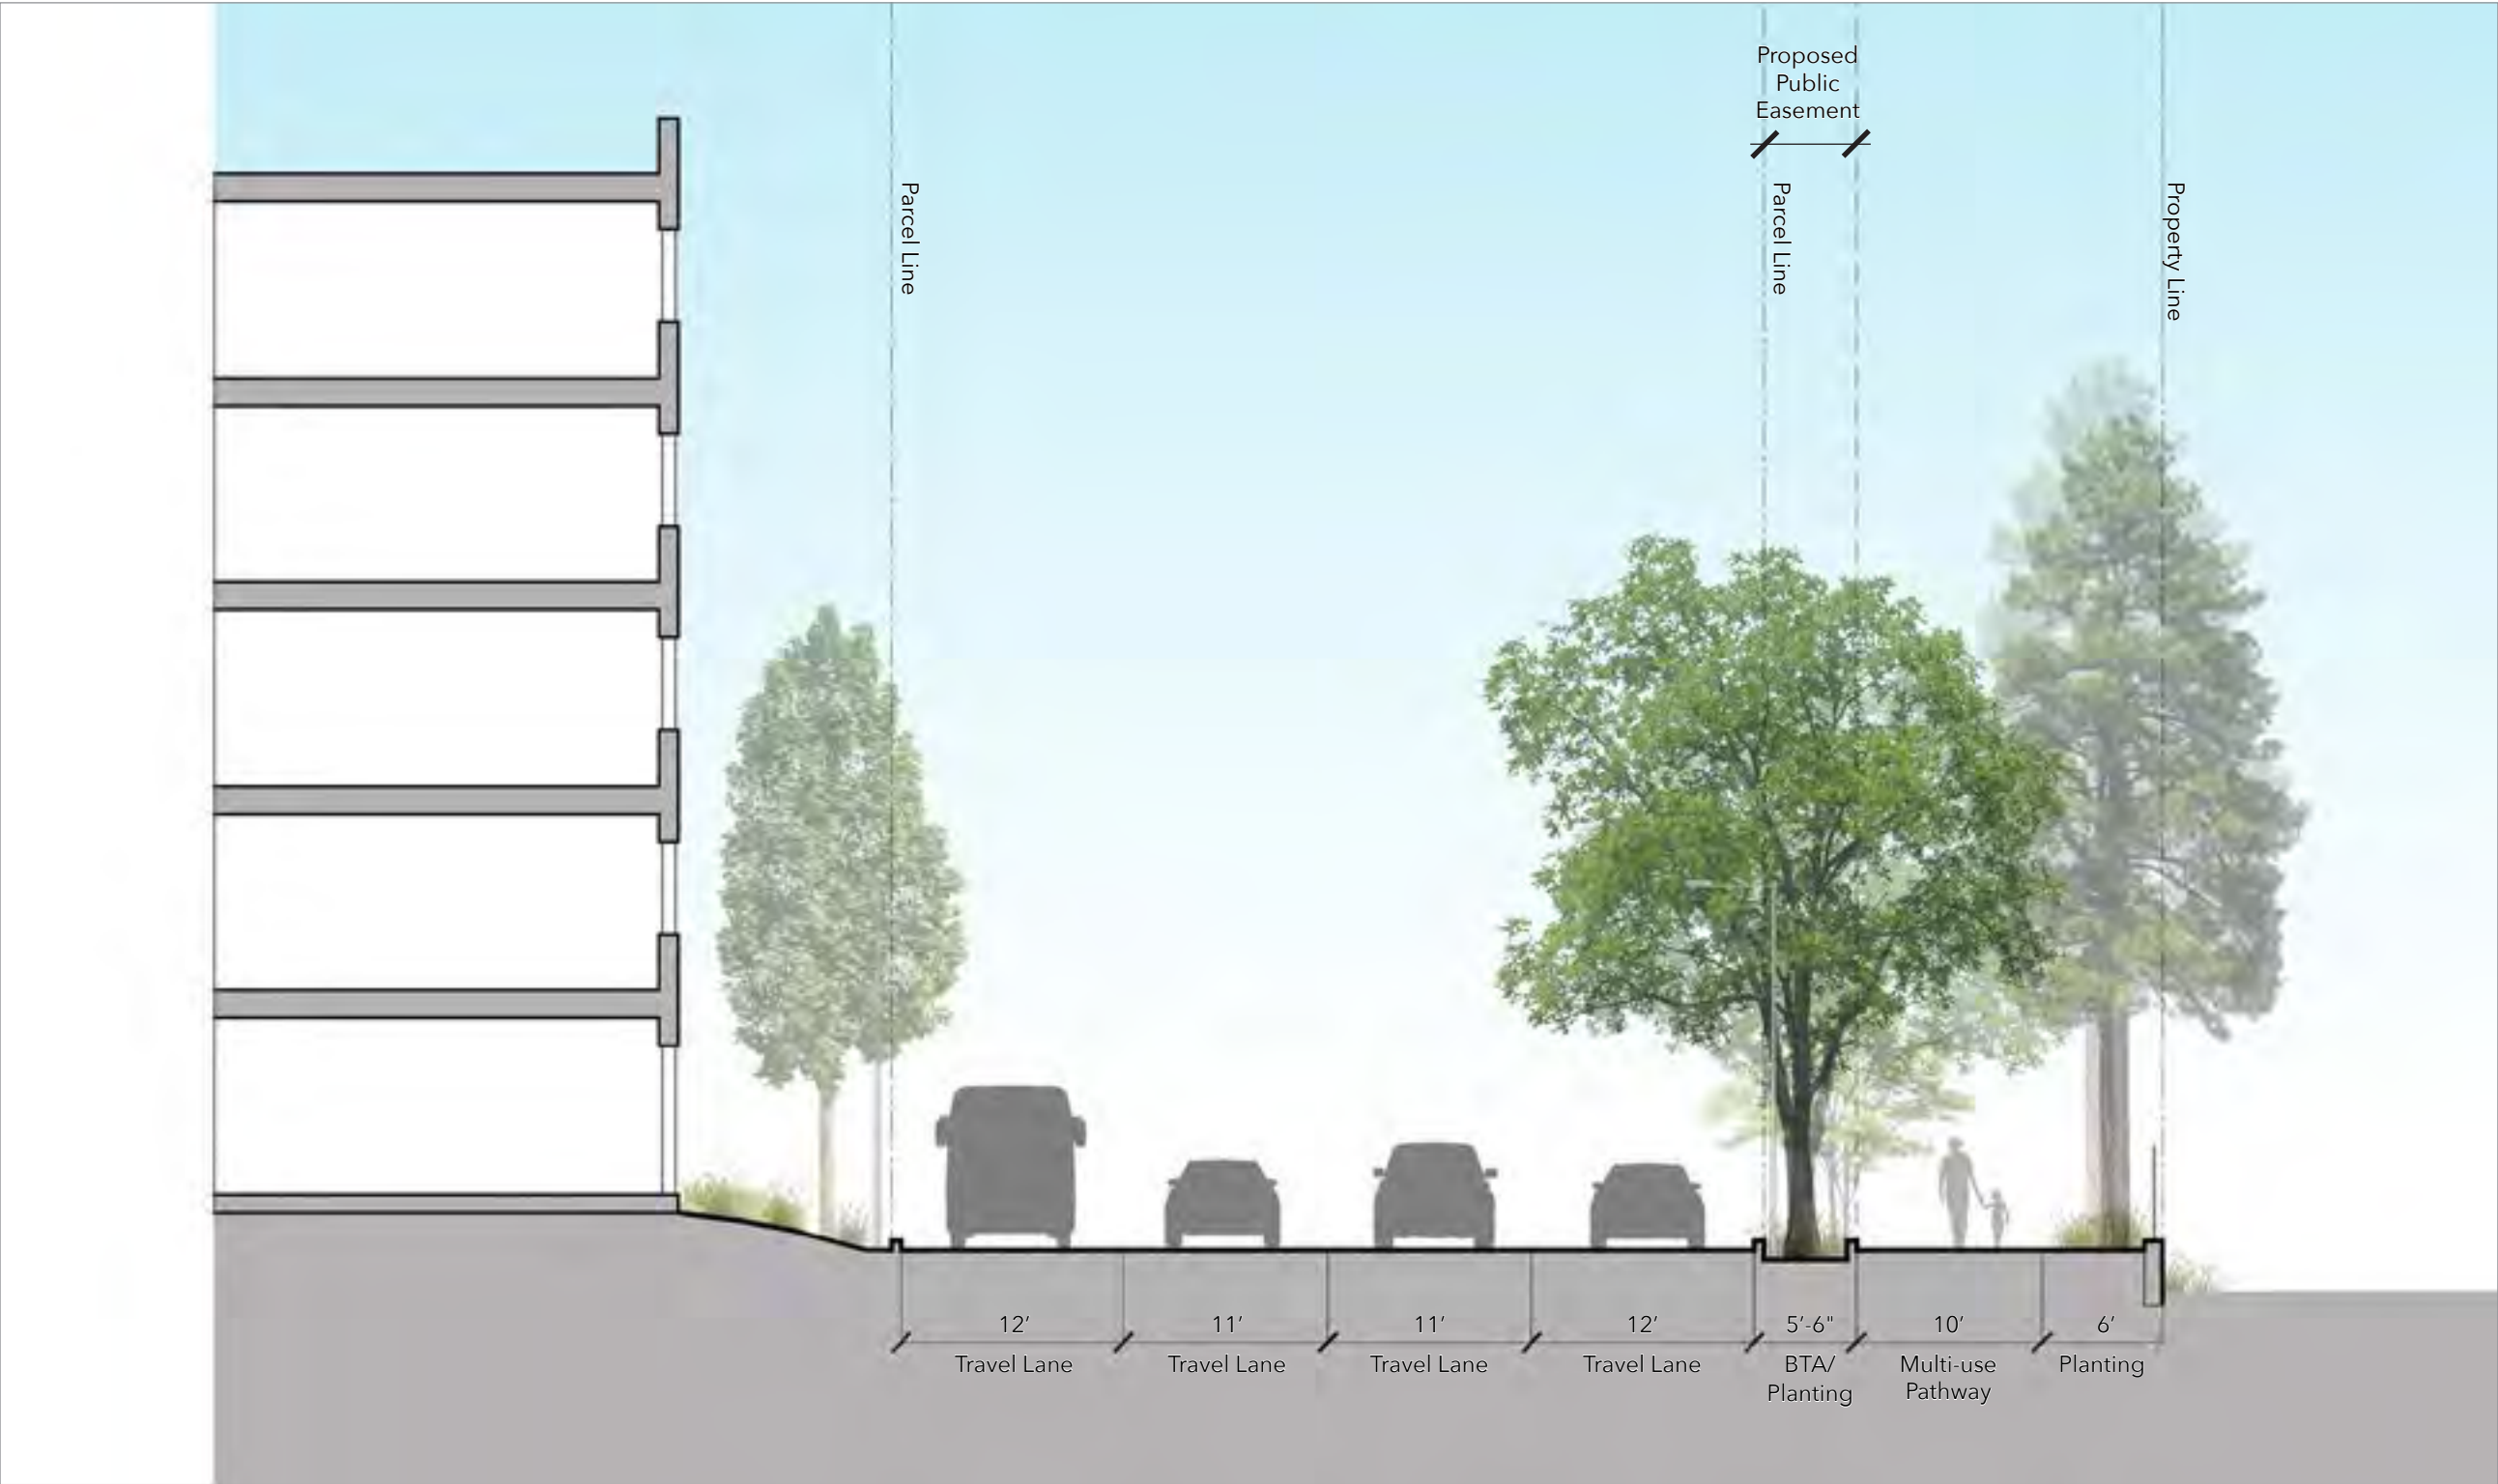 Proposed
Public
Easement
Parcel Line
Parcel Line
Property Line
12’
11’
11’
12’
5’-6"
10’
6’
Travel Lane
Travel Lane
Travel Lane
Travel Lane
BTA/
Planting
Multi-use
Pathway
Planting